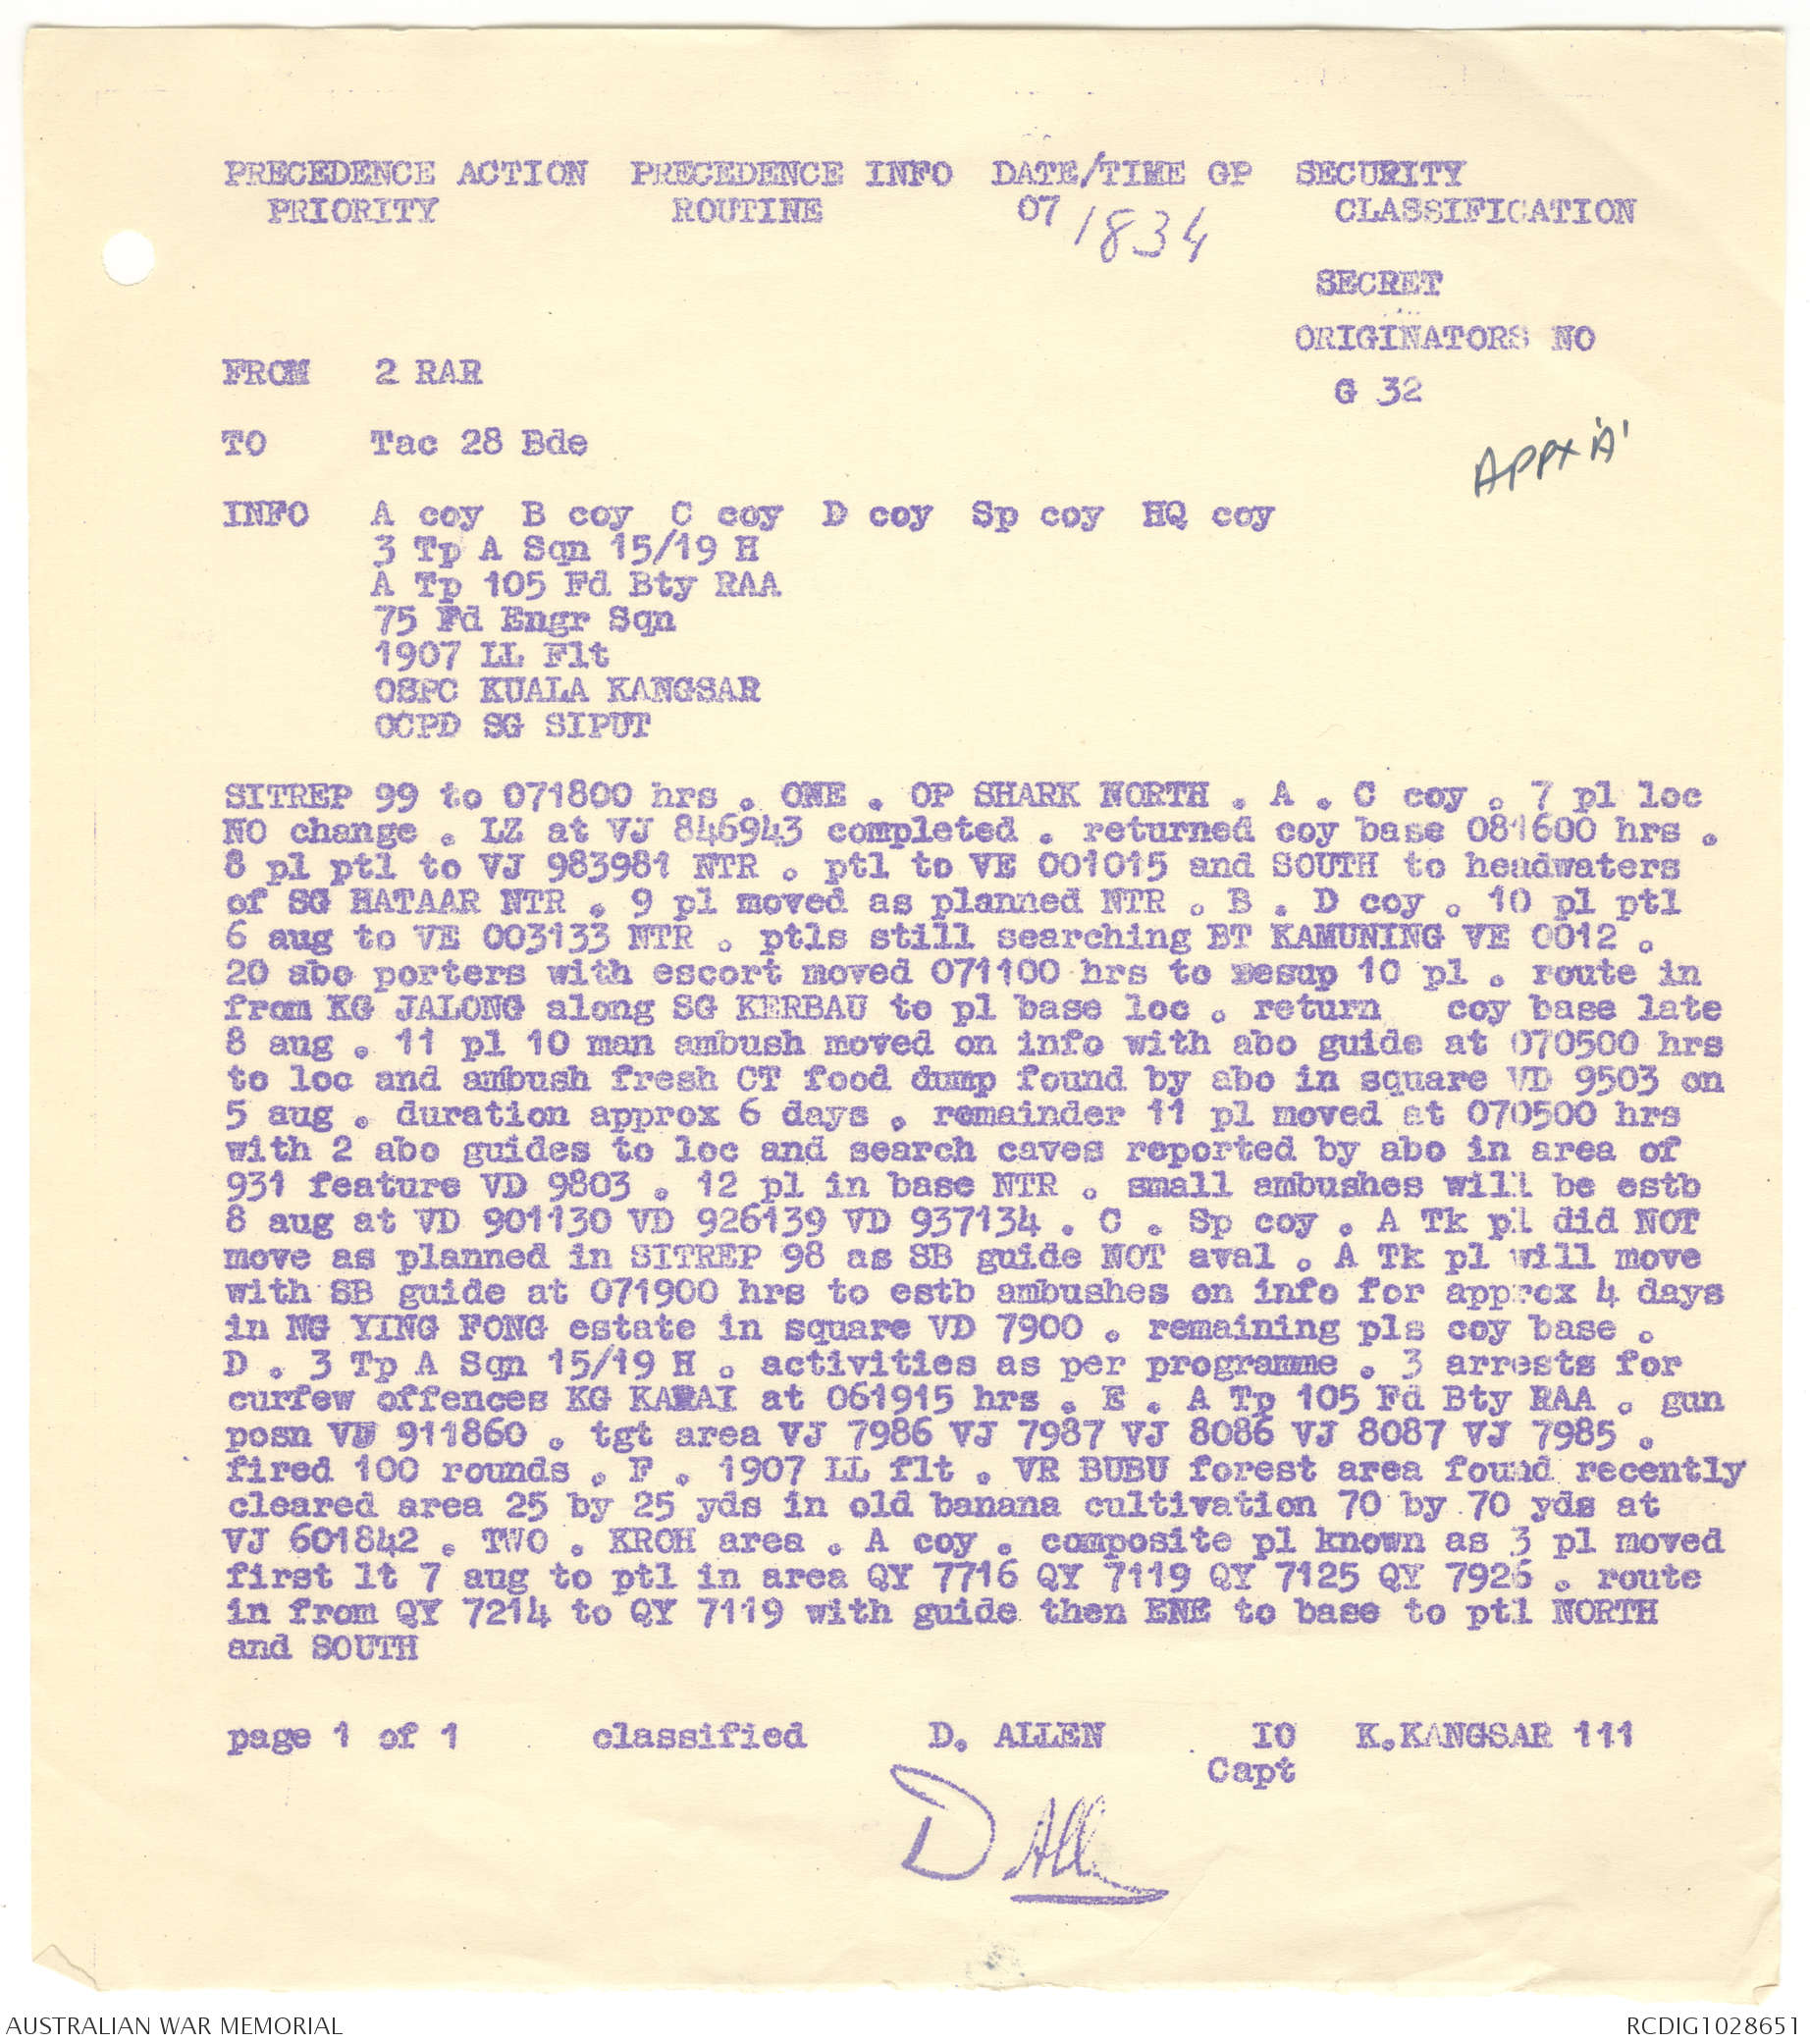 PRECEDENCE ACTION PRECEDENCE INFO DATE/TIME GP SECURITY
PRIORITY ROUTINE 07 1834 CLASSIFICATION
SECRET
ORIGINATORS NO
FROM 2 RAR
G 32
TO Tac 28 Bde
APPX 'A'
INFO A coy B coy C coy D coy Sp coy HQ coy
3 Tp A Sqn 15/19 H
A Tp 105 Fd Bty RAA
75 Fd Engr Sqn
1907 LL Flt
OSPC KUALA KANGSAR
OCPD SG SIPUT
SITREP 99 to 071800 hrs . ONE . OP SHARK NORTH . A . C coy . 7 pl loc
NO change . LZ at VJ 846943 completed . returned coy base 081600 hrs .
8 pl ptl to VJ 983981 NTR . ptl to VE 001015 and SOUTH to headwaters
of SG HATAAR NTR . 9 pl moved as planned NTR . B . D coy . 10 pl ptl
6 aug to VE 003133 NTR . ptls still searching BT KAMUNING VE 0012 .
20 abo porters with escort moved 071100 hrs to resup 10 pl . route in
from KG JALONG along SG KERBAU to pl base loc . return coy base late
8 aug . 11 pl 10 man ambush moved on info with abo guide at 070500 hrs
to loc and ambush fresh CT food dump found by abo in square VD 9503 on
5 aug . duration approx 6 days . remainder 11 pl moved at 070500 hrs
with 2 abo guides to loc and search caves reported by abo in area of
931 feature VD 9803 . 12 pl in base NTR . small ambushes will be estb
8 aug at VD 901130 VD 926139 VD 937134 . C . Sp coy . A Tk pl did NOT
move as planned in SITREP 98 as SB guide NOT aval . A Tk pl will move
with SB guide at 071900 hrs to estb ambushes on info for approx 4 days
in NG YING FONG estate in square VD 7900 . remaining pls coy base .
D . 3 Tp A Sqn 15/19 H . activities as per programme . 3 arrests for
curfew offences KG KAWAI at 061915 hrs . E . A Tp 105 Fd Bty RAA . gun
posn 911860 . tgt area VJ 7986 VJ 7987 VJ 8086 VJ 8087 VJ 7985 .
fired 100 rounds . F . 1907 LL flt . VR BUBU forest area found recently
cleared area 25 by 25 yds in old banana cultivation 70 by 70 yds at
VJ 601842 . TWO . KROH area . A coy . composite pl known as 3 pl moved
first lt 7 aug to ptl in area QY 7716 QY 7119 QY 7125 QY 7926 . route
in from QY 7214 to QY 7119 with guide then ENE to base to ptl NORTH
and SOUTH
page 1 of 1 classified D. ALLEN IO K.KANGSAR 111
Capt
D All
AUSTRALIAN WAR MEMORIAL RCDIG1028651